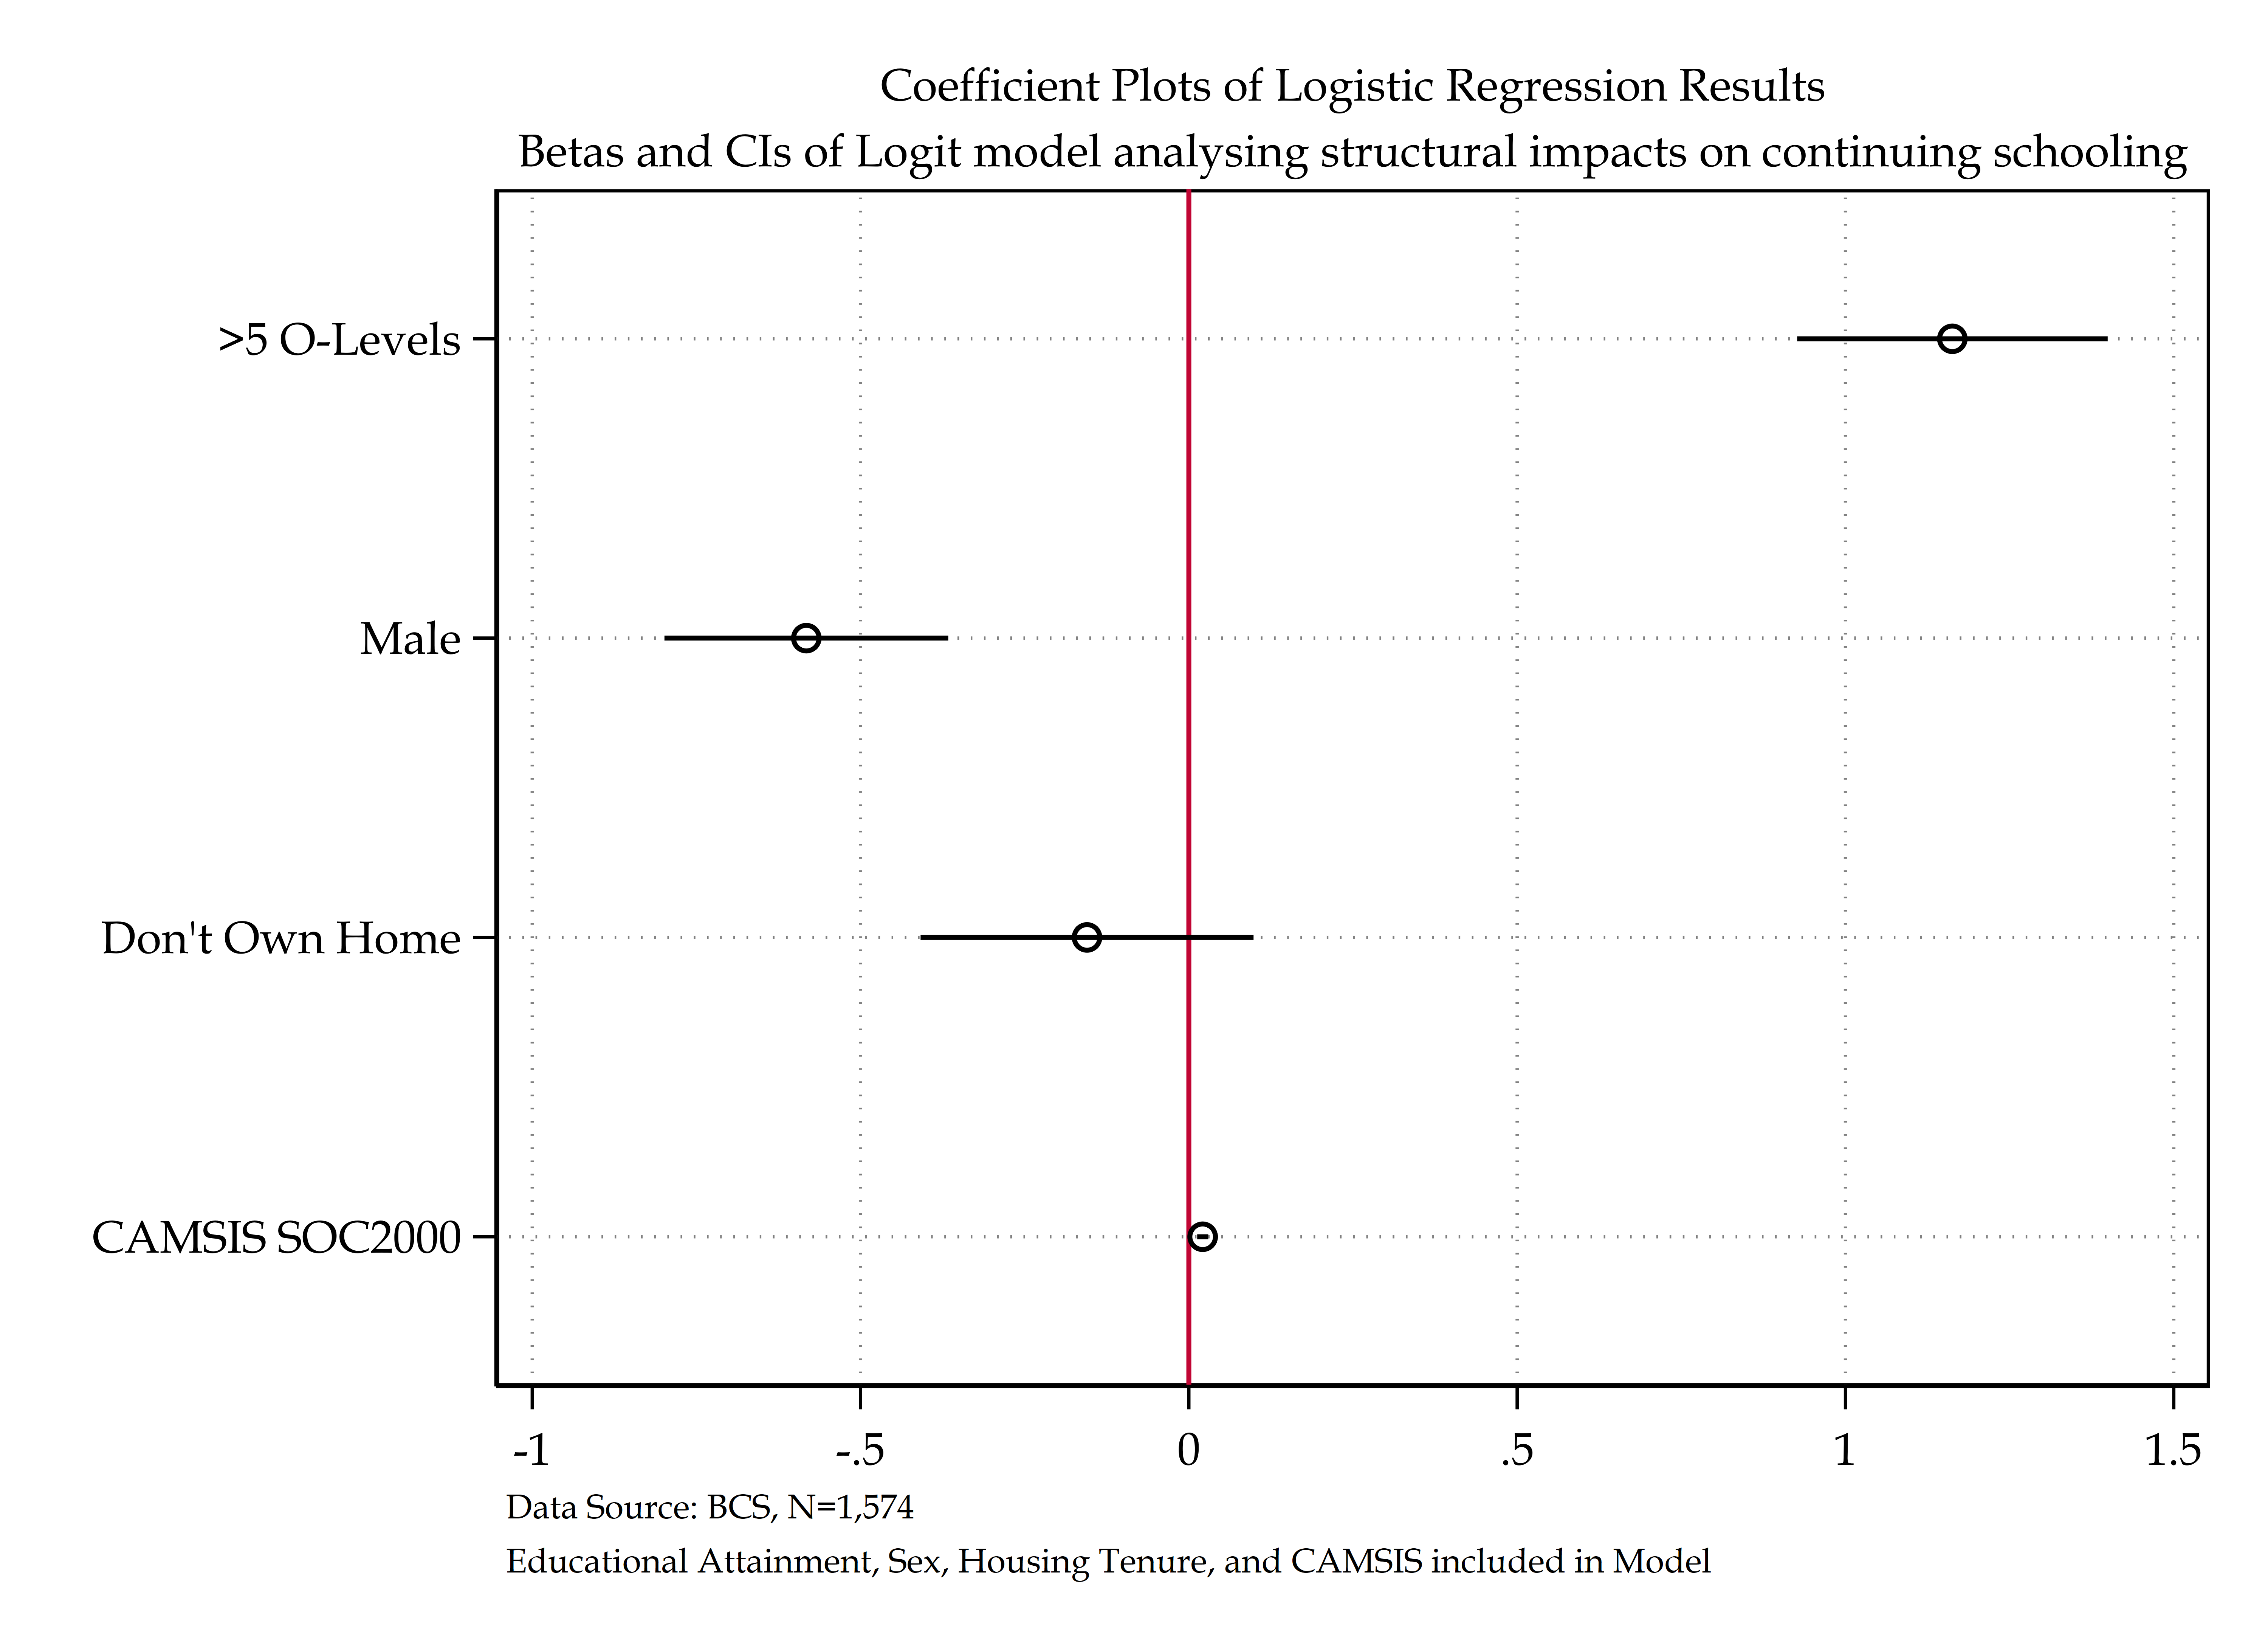 Coefficient Plots of Logistic Regression Results
Betas and CIs of Logit model analysing structural impacts on continuing schooling
>5 O-Levels
Male
Don't Own Home
CAMSIS SOC2000
-1 -.5 0 .5 1 1.5
Data Source: BCS, N=1,574
Educational Attainment, Sex, Housing Tenure, and CAMSIS included in Model